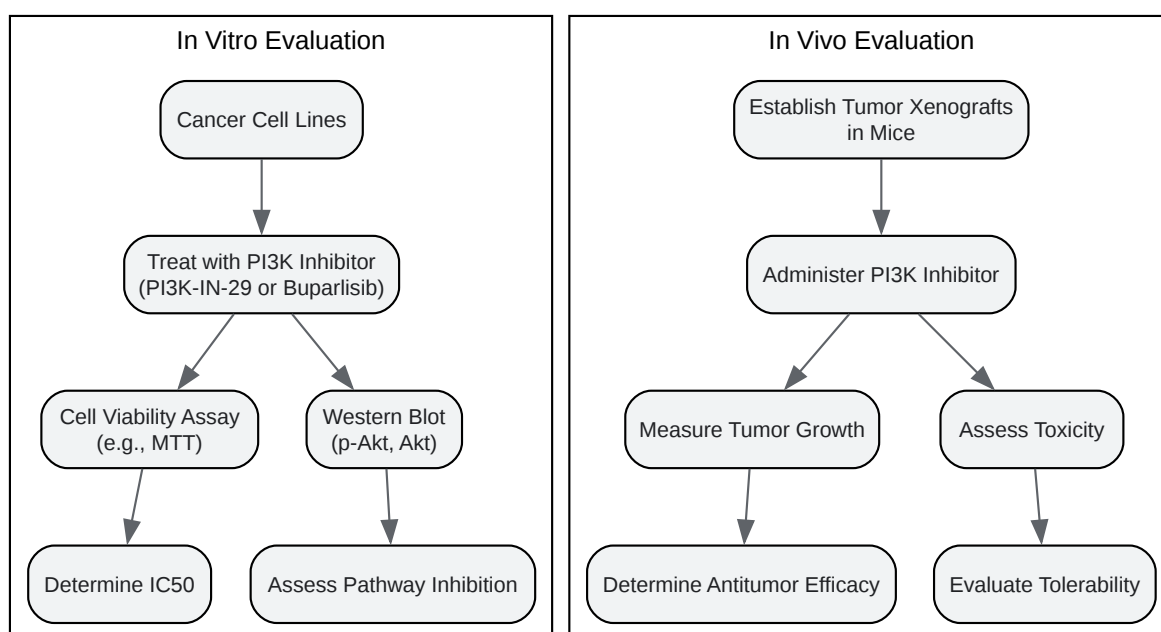 In Vitro Evaluation
Cancer Cell Lines
Treat with PI3K Inhibitor
(PI3K-IN-29 or Buparlisib)
Cell Viability Assay
(e.g., MTT)
Western Blot
(p-Akt, Akt)
Determine IC50
Assess Pathway Inhibition
In Vivo Evaluation
Establish Tumor Xenografts
in Mice
Administer PI3K Inhibitor
Measure Tumor Growth
Assess Toxicity
Determine Antitumor Efficacy
Evaluate Tolerability